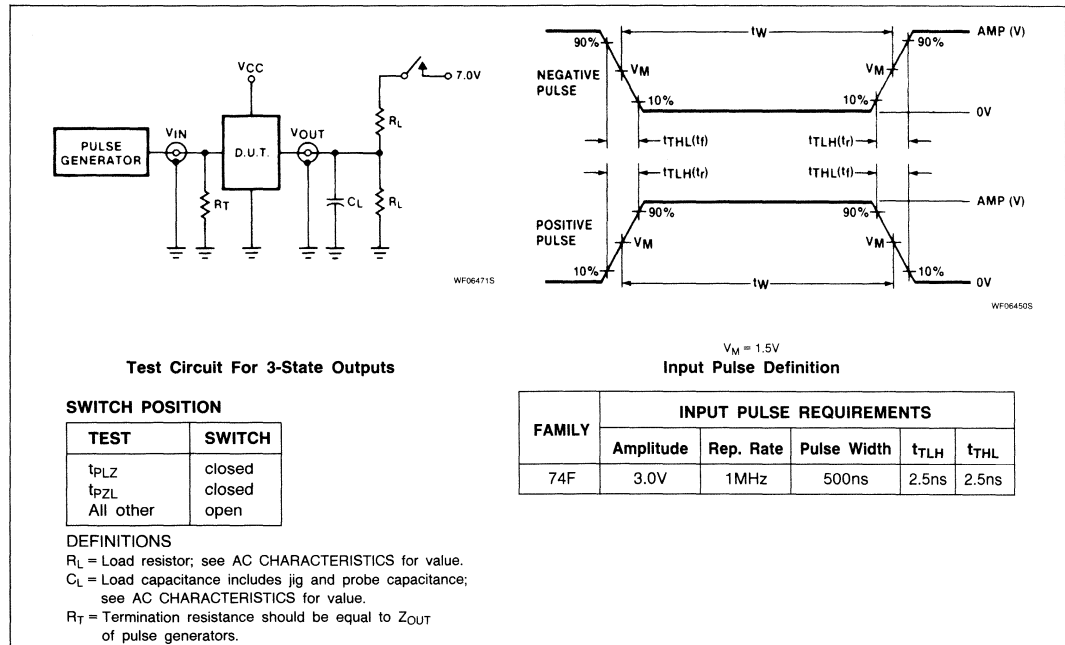 VCC
7.0V
RL
PULSE GENERATOR
VIN
D.U.T.
VOUT
RT
CL
RL
WF06471S
Test Circuit For 3-State Outputs
NEGATIVE PULSE
90%
tW
90%
AMP (V)
VM
VM
10%
10%
0V
tTHL(tf)
tTLH(tr)
tTLH(tr)
tTHL(tf)
POSITIVE PULSE
90%
90%
AMP (V)
VM
VM
10%
tW
10%
0V
WF06450S
VM = 1.5V
Input Pulse Definition
SWITCH POSITION
TEST SWITCH
tPLZ closed
tPZL closed
All other open
DEFINITIONS
RL = Load resistor; see AC CHARACTERISTICS for value.
CL = Load capacitance includes jig and probe capacitance;
see AC CHARACTERISTICS for value.
RT = Termination resistance should be equal to ZOUT
of pulse generators.
FAMILY INPUT PULSE REQUIREMENTS
Amplitude Rep. Rate Pulse Width tTLH tTHL
74F 3.0V 1MHz 500ns 2.5ns 2.5ns